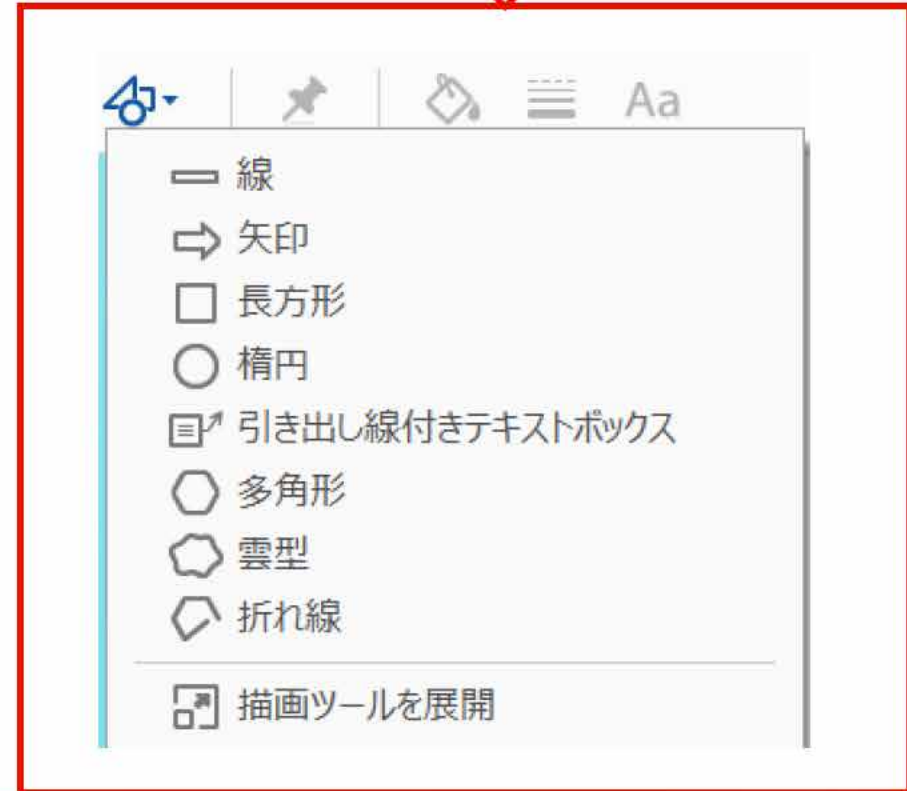 Aa
線
矢印
長方形
楕円
引き出し線付きテキストボックス
多角形
雲型
折れ線
描画ツールを展開